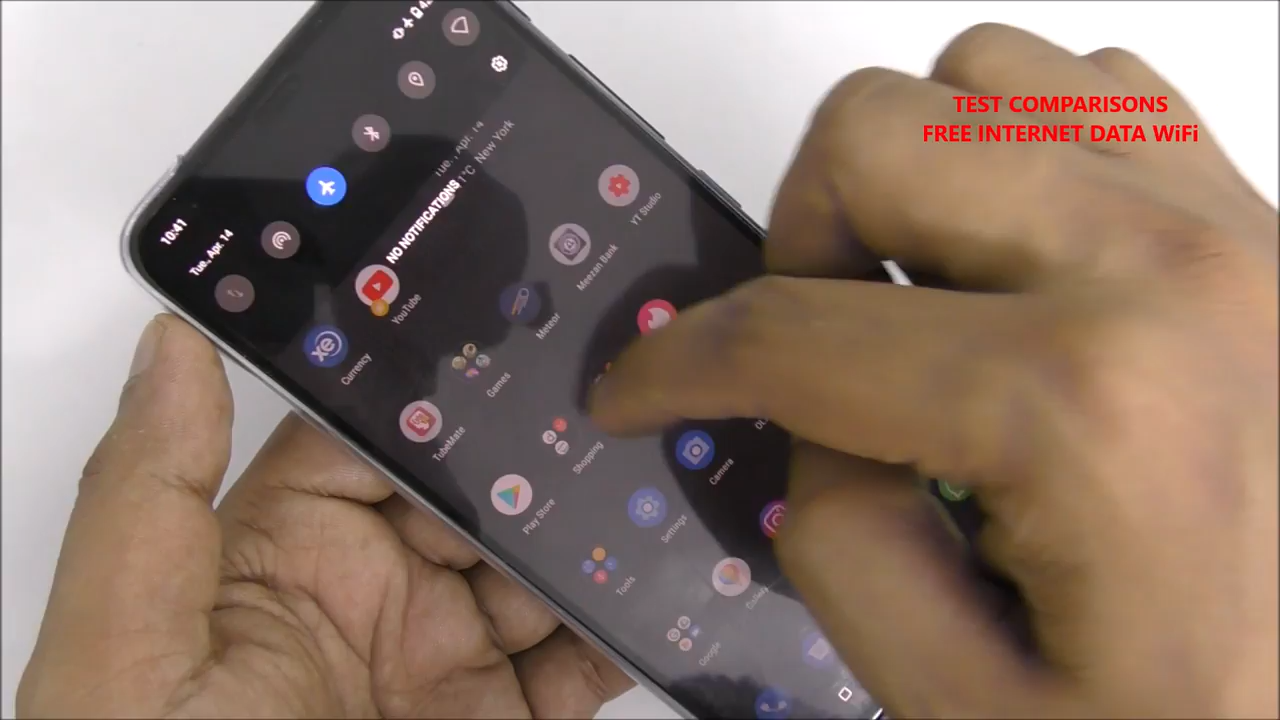 TEST COMPARISONS
FREE INTERNET DATA WiFi
10:41
Tue., Apr. 14
NO NOTIFICATIONS
Tue., Apr. 14
New York
YT Studio
Meezan Bank
YouTube
Meteor
Currency
xe
Games
TubeMate
Shopping
Camera
Play Store
Settings
Tools
Google